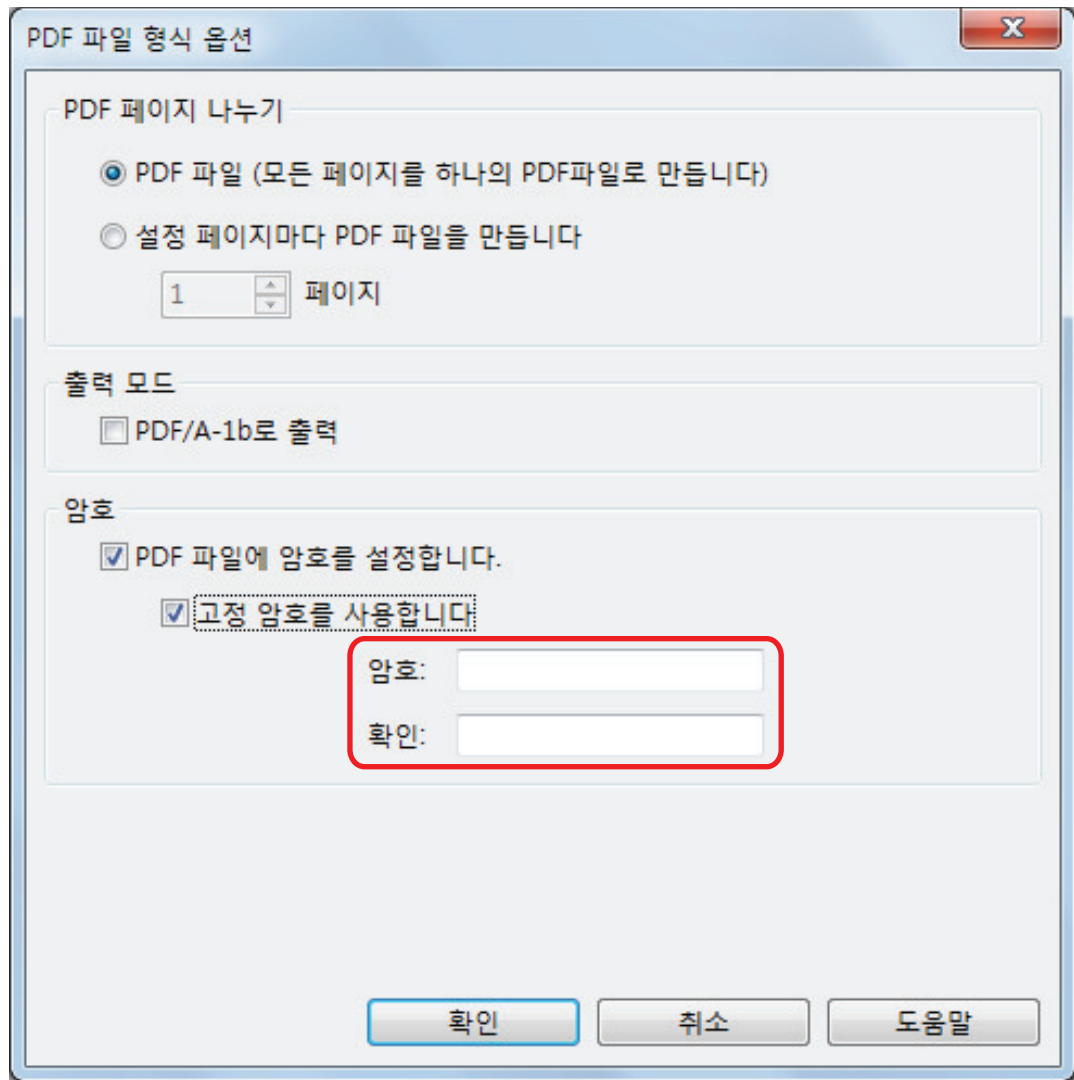 PDF 파일 형식 옵션
PDF 페이지 나누기
PDF 파일 (모든 페이지를 하나의 PDF파일로 만듭니다)
설정 페이지마다 PDF 파일을 만듭니다
1 페이지
출력 모드
PDF/A-1b로 출력
암호
PDF 파일에 암호를 설정합니다.
고정 암호를 사용합니다
암호:
확인:
확인 취소 도움말